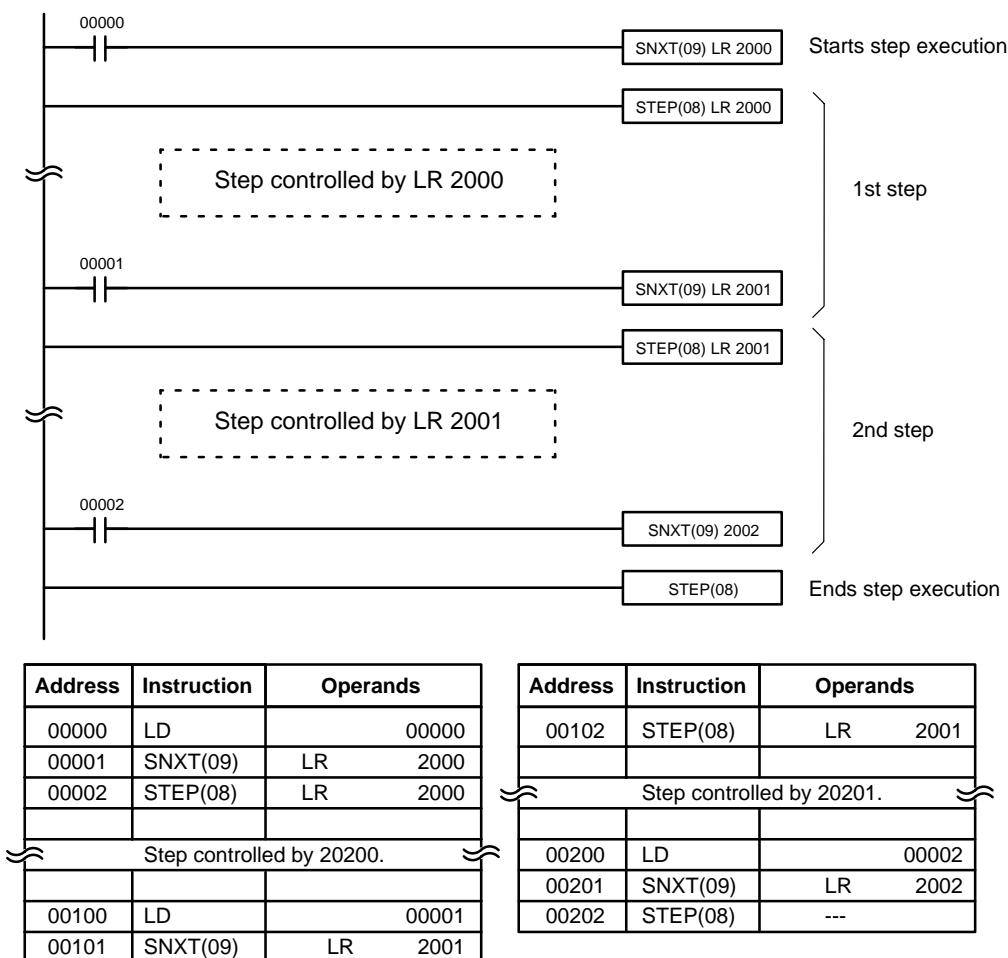 00000
SNXT(09) LR 2000 Starts step execution
STEP(08) LR 2000
Step controlled by LR 2000
1st step
00001
SNXT(09) LR 2001
STEP(08) LR 2001
Step controlled by LR 2001
2nd step
00002
SNXT(09) 2002
STEP(08) Ends step execution
Address Instruction Operands
00000 LD 00000
00001 SNXT(09) LR 2000
00002 STEP(08) LR 2000
Step controlled by 20200.
00100 LD 00001
00101 SNXT(09) LR 2001
Address Instruction Operands
00102 STEP(08) LR 2001
Step controlled by 20201.
00200 LD 00002
00201 SNXT(09) LR 2002
00202 STEP(08) ---